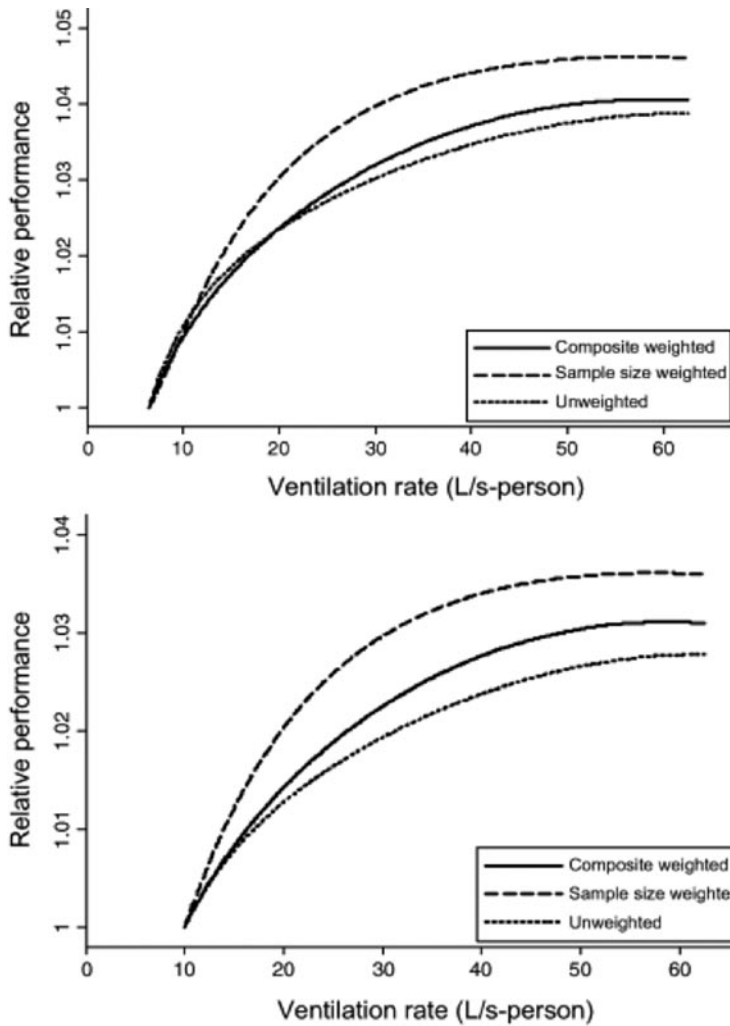 1.05
1.04
1.03
1.02
1.01
1
Relative performance
Composite weighted
Sample size weighted
Unweighted
0 10 20 30 40 50 60
Ventilation rate (L/s-person)
1.04
1.03
1.02
1.01
1
Relative performance
Composite weighted
Sample size weighte
Unweighted
0 10 20 30 40 50 60
Ventilation rate (L/s-person)